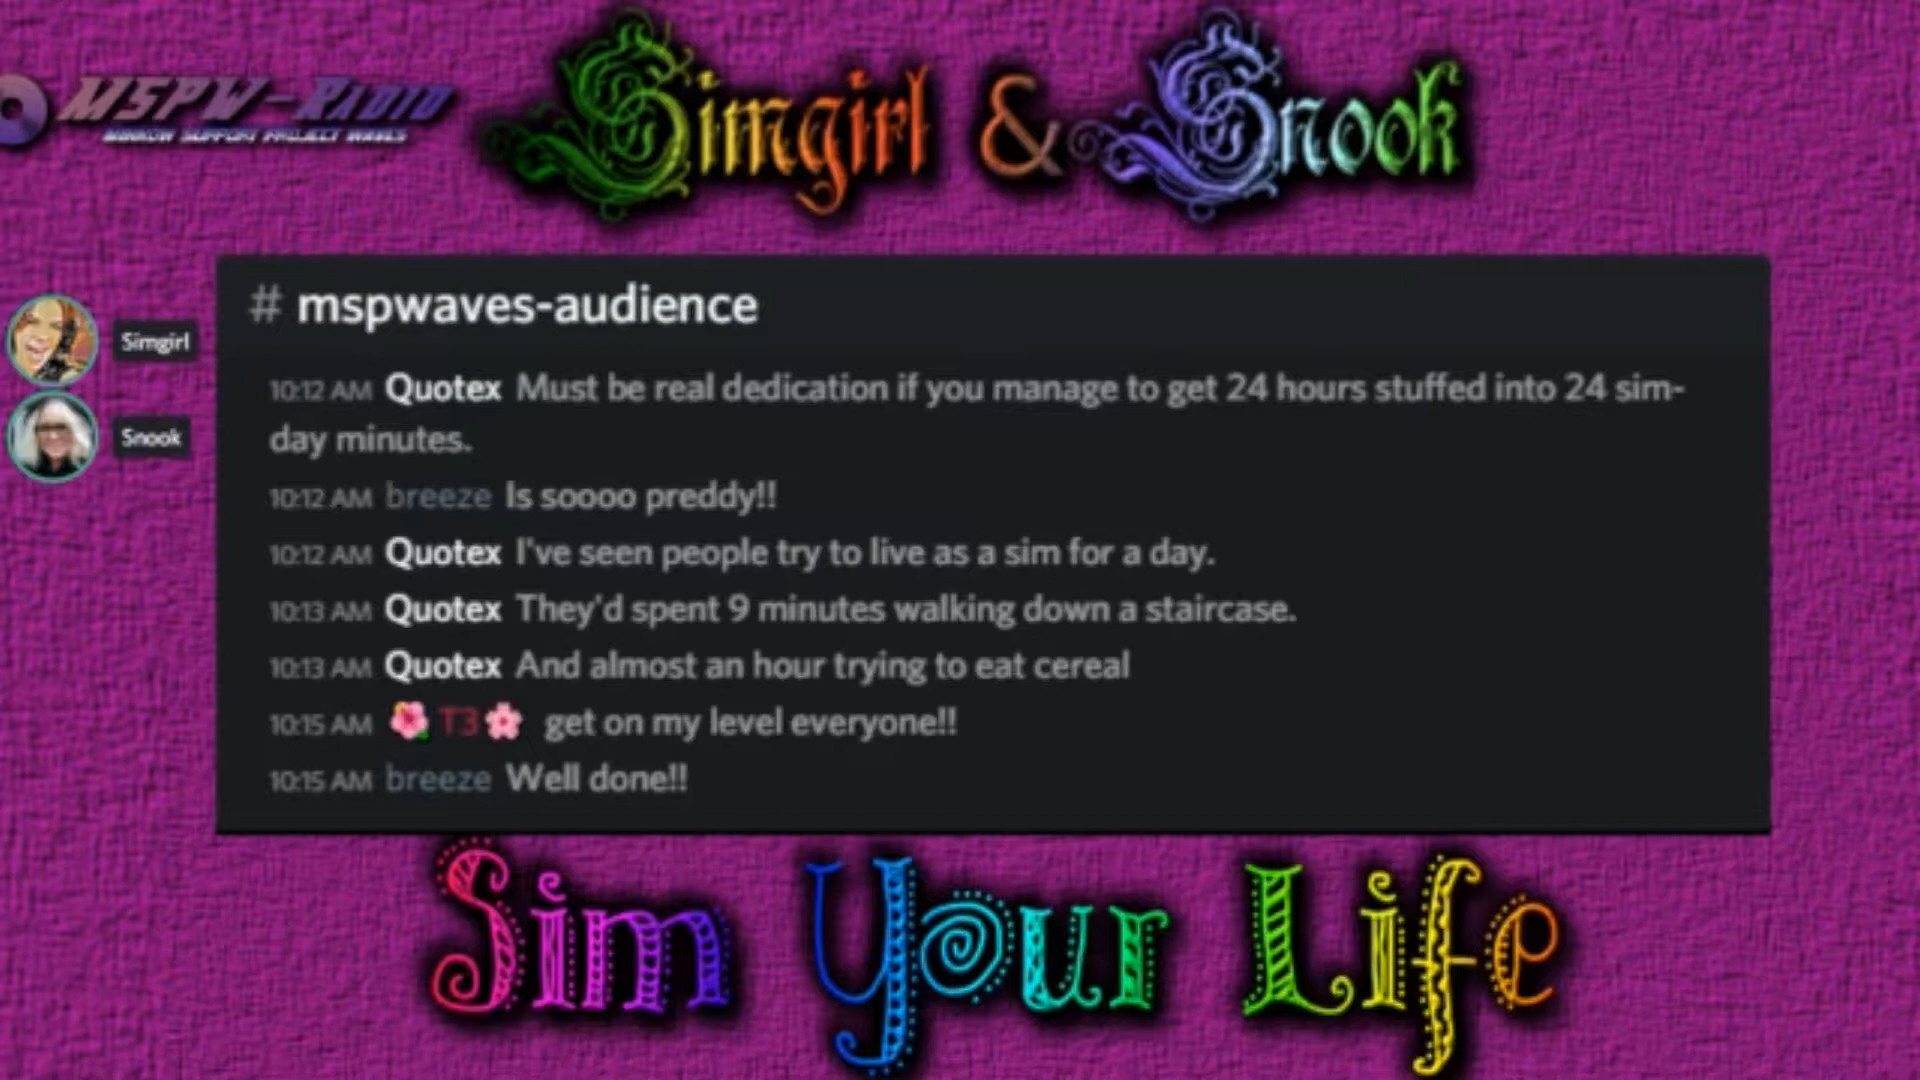 MSPW-Radio
MINNOW SUPPORT PROJECT WAVES
Simgirl & Snook
# mspwaves-audience
Simgirl
Snook
10:12 AM Quotex Must be real dedication if you manage to get 24 hours stuffed into 24 sim-
day minutes.
10:12 AM breeze Is soooo preddy!!
10:12 AM Quotex I've seen people try to live as a sim for a day.
10:13 AM Quotex They'd spent 9 minutes walking down a staircase.
10:13 AM Quotex And almost an hour trying to eat cereal
10:15 AM 🌺 T3🌸 get on my level everyone!!
10:15 AM breeze Well done!!
Sim Your Life